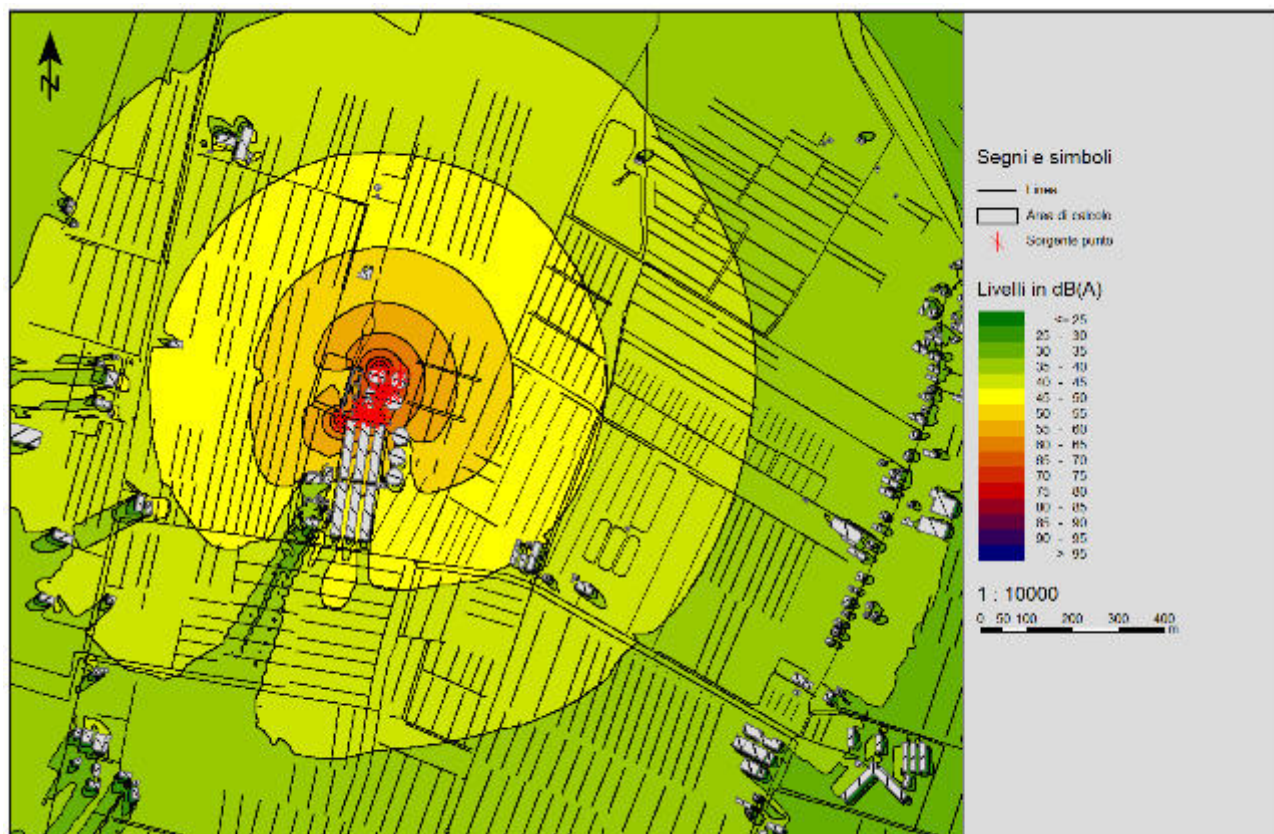 N
Segni e simboli
Linea
Area di calcolo
Sorgente punto
Livelli in dB(A)
<= 25
25 - 30
30 - 35
35 - 40
40 - 45
45 - 50
50 - 55
55 - 60
60 - 65
65 - 70
70 - 75
75 - 80
80 - 85
85 - 90
90 - 95
> 95
1 : 10000
0 50 100 200 300 400
m